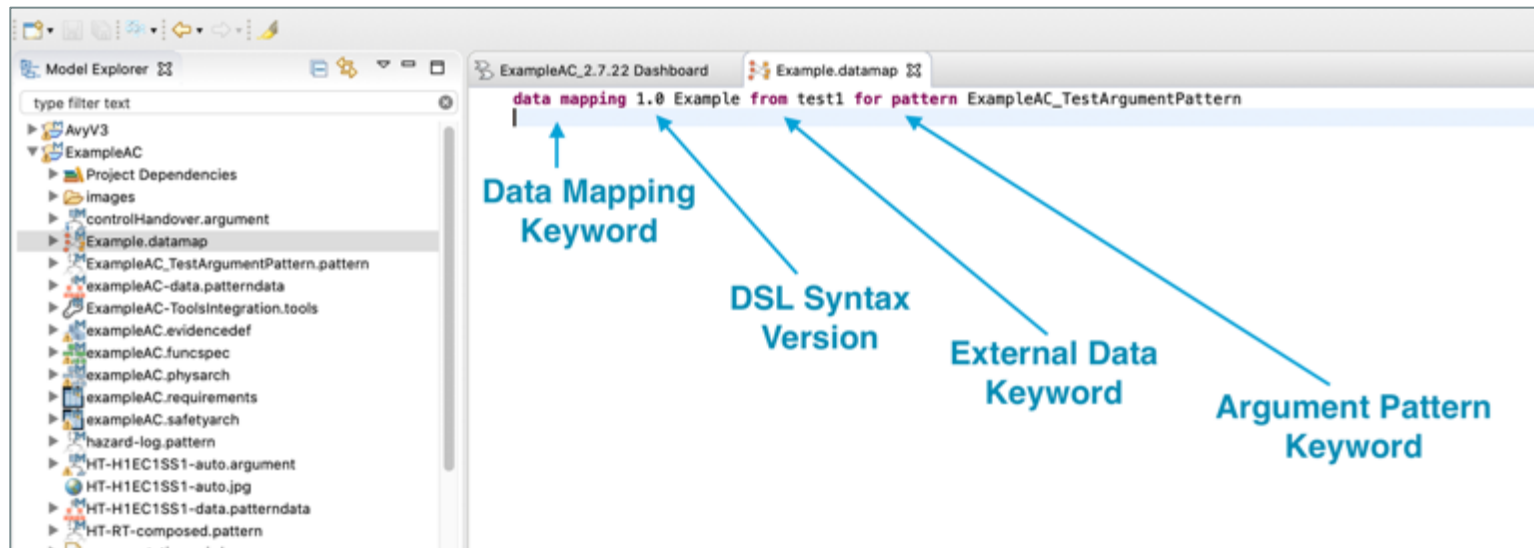 Model Explorer
type filter text
AvyV3
ExampleAC
Project Dependencies
images
controlHandover.argument
Example.datamap
ExampleAC_TestArgumentPattern.pattern
exampleAC-data.patterndata
ExampleAC-ToolsIntegration.tools
exampleAC.evidencedef
exampleAC.funcspec
exampleAC.physarch
exampleAC.requirements
exampleAC.safetyarch
hazard-log.pattern
HT-H1EC1SS1-auto.argument
HT-H1EC1SS1-auto.jpg
HT-H1EC1SS1-data.patterndata
HT-RT-composed.pattern
ExampleAC_2.7.22 Dashboard
Example.datamap
data mapping 1.0 Example from test1 for pattern ExampleAC_TestArgumentPattern
Data Mapping
Keyword
DSL Syntax
Version
External Data
Keyword
Argument Pattern
Keyword